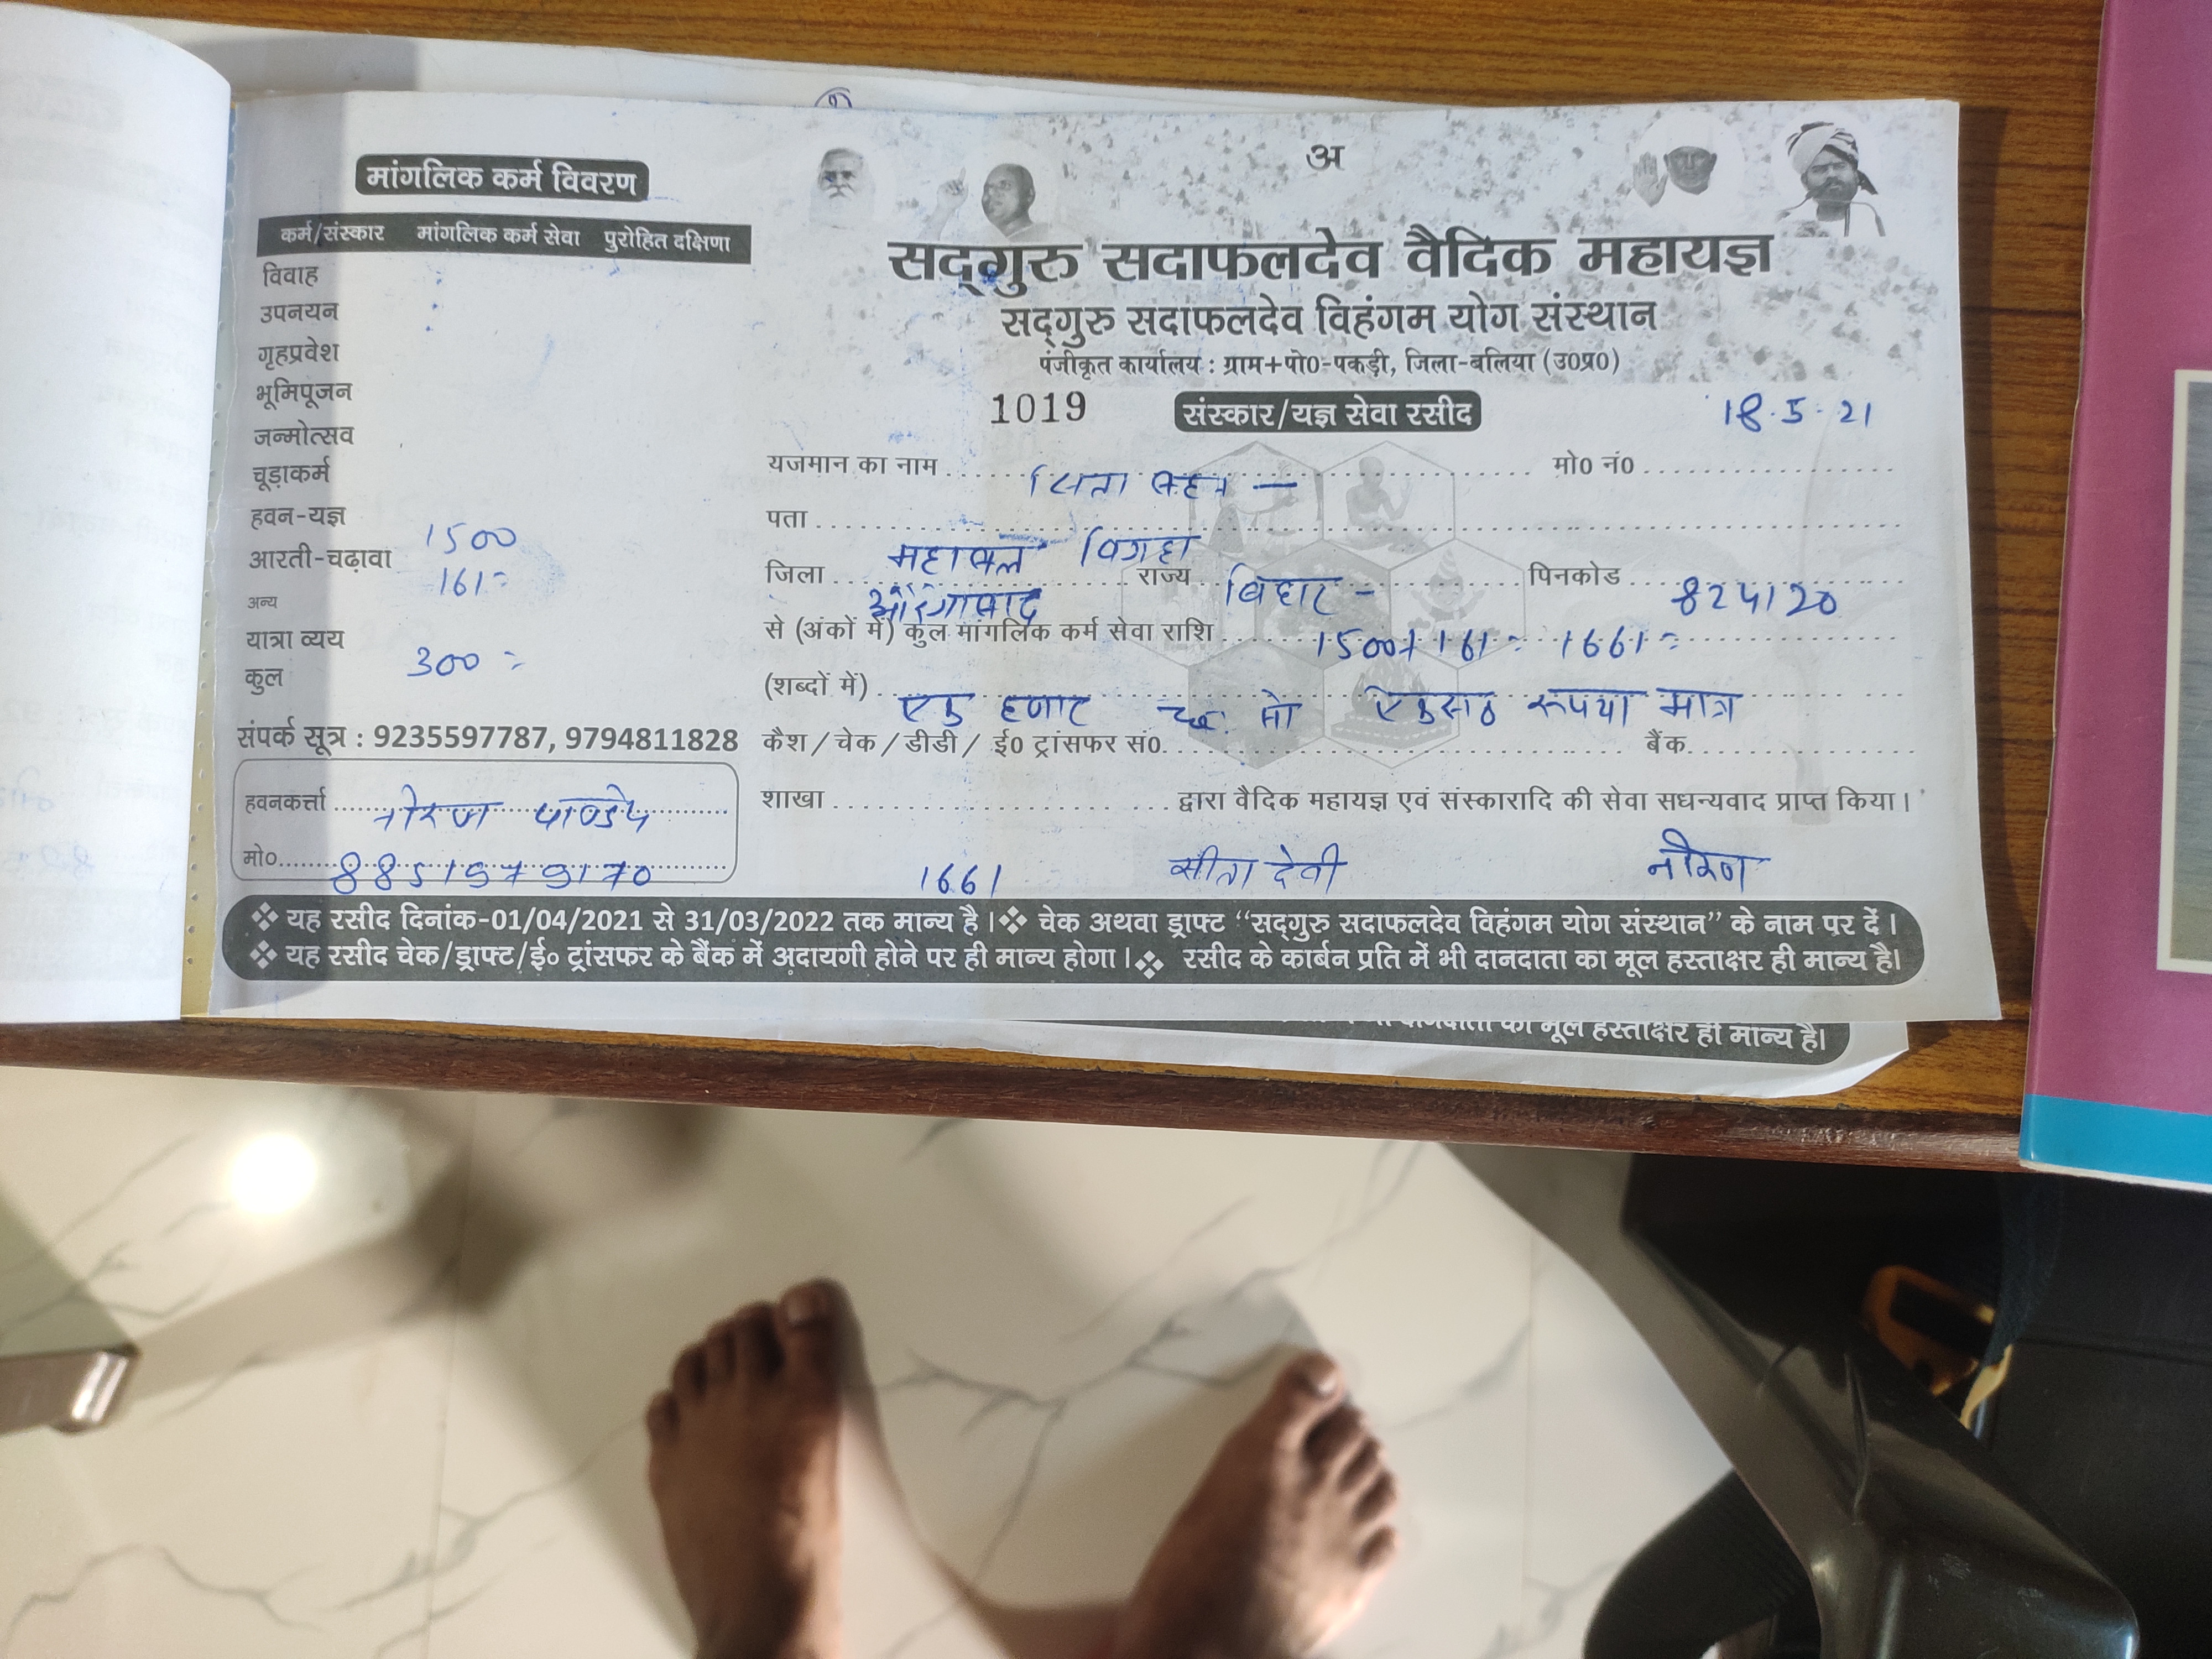 मांगलिक कर्म विवरण
कर्म/संस्कार मांगलिक कर्म सेवा पुरोहित दक्षिणा
विवाह
उपनयन
गृहप्रवेश
भूमिपूजन
जन्मोत्सव
चूड़ाकर्म
हवन-यज्ञ
1500
आरती-चढ़ावा
161=
अन्य
यात्रा व्यय
300=
कुल
संपर्क सूत्र : 9235597787, 9794811828
हवनकर्त्ता नीरज पाण्डेय
मो०
अ
सद्गुरु सदाफलदेव वैदिक महायज्ञ
सद्गुरु सदाफलदेव विहंगम योग संस्थान
पंजीकृत कार्यालय : ग्राम+पो0-पकड़ी, जिला-बलिया (उ0प्र0)
1019 संस्कार/यज्ञ सेवा रसीद 18.5.21
यजमान का नाम मो0 नं0
पता
महाबल विगहा
जिला औरंगाबाद राज्य बिहार - पिनकोड 824120
से (अंकों में) कुल मांगलिक कर्म सेवा राशि 1500+161= 1661=
(शब्दों में) एक हजार छः सो एकसठ रूपया मात्र
कैश/चेक/डीडी/ ई0 ट्रांसफर सं0. बैंक
शाखा द्वारा वैदिक महायज्ञ एवं संस्कारादि की सेवा सधन्यवाद प्राप्त किया।
1661 सीता देवी नीरज
❖ यह रसीद दिनांक-01/04/2021 से 31/03/2022 तक मान्य है। ❖ चेक अथवा ड्राफ्ट “सद्गुरु सदाफलदेव विहंगम योग संस्थान” के नाम पर दें।
❖ यह रसीद चेक/ड्राफ्ट/ई० ट्रांसफर के बैंक में अदायगी होने पर ही मान्य होगा। ❖ रसीद के कार्बन प्रति में भी दानदाता का मूल हस्ताक्षर ही मान्य है।
का मूल हस्ताक्षर ही मान्य है।